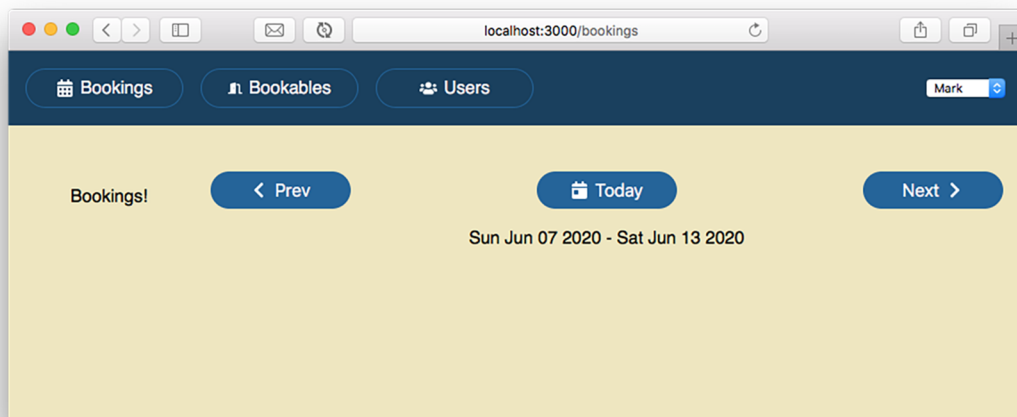 localhost:3000/bookings
Bookings Bookables Users Mark
Bookings! Prev Today Next
Sun Jun 07 2020 - Sat Jun 13 2020